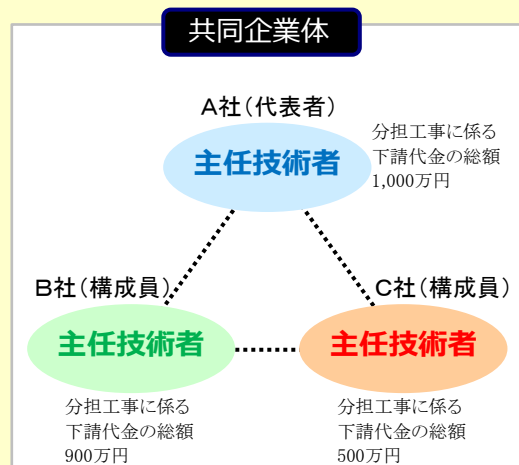 共同企業体
A社(代表者)
主任技術者
分担工事に係る
下請代金の総額
1,000万円
B社(構成員)
主任技術者
分担工事に係る
下請代金の総額
900万円
C社(構成員)
主任技術者
分担工事に係る
下請代金の総額
500万円